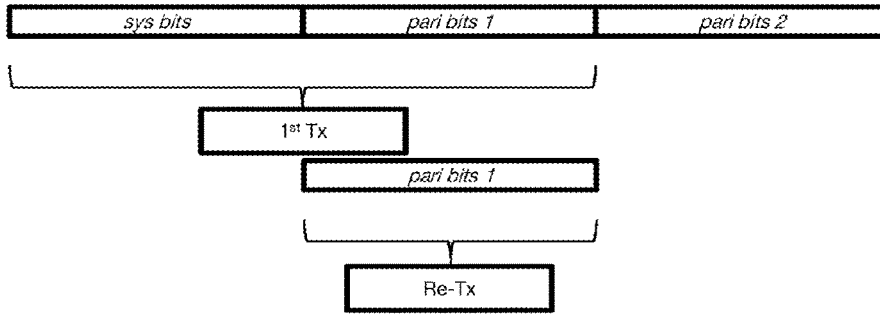 sys bits pari bits 1 pari bits 2
1st Tx
pari bits 1
Re-Tx